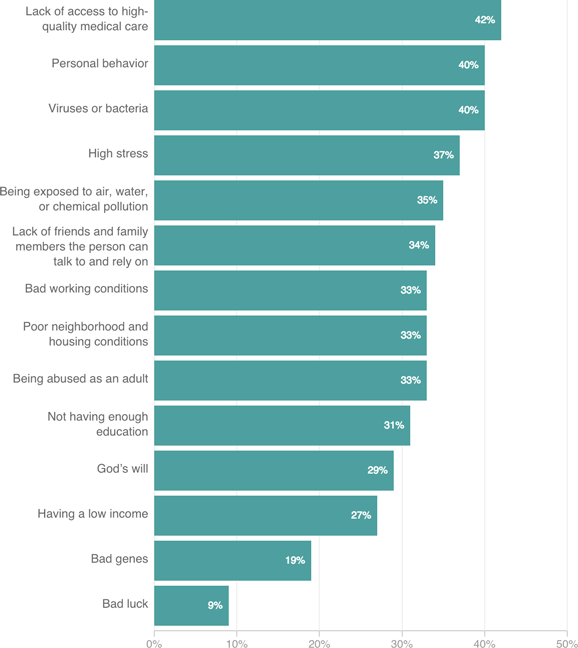 Lack of access to high-
quality medical care
42%
Personal behavior
40%
Viruses or bacteria
40%
High stress
37%
Being exposed to air, water,
or chemical pollution
35%
Lack of friends and family
members the person can
talk to and rely on
34%
Bad working conditions
33%
Poor neighborhood and
housing conditions
33%
Being abused as an adult
33%
Not having enough
education
31%
God’s will
29%
Having a low income
27%
Bad genes
19%
Bad luck
9%
0% 10% 20% 30% 40% 50%